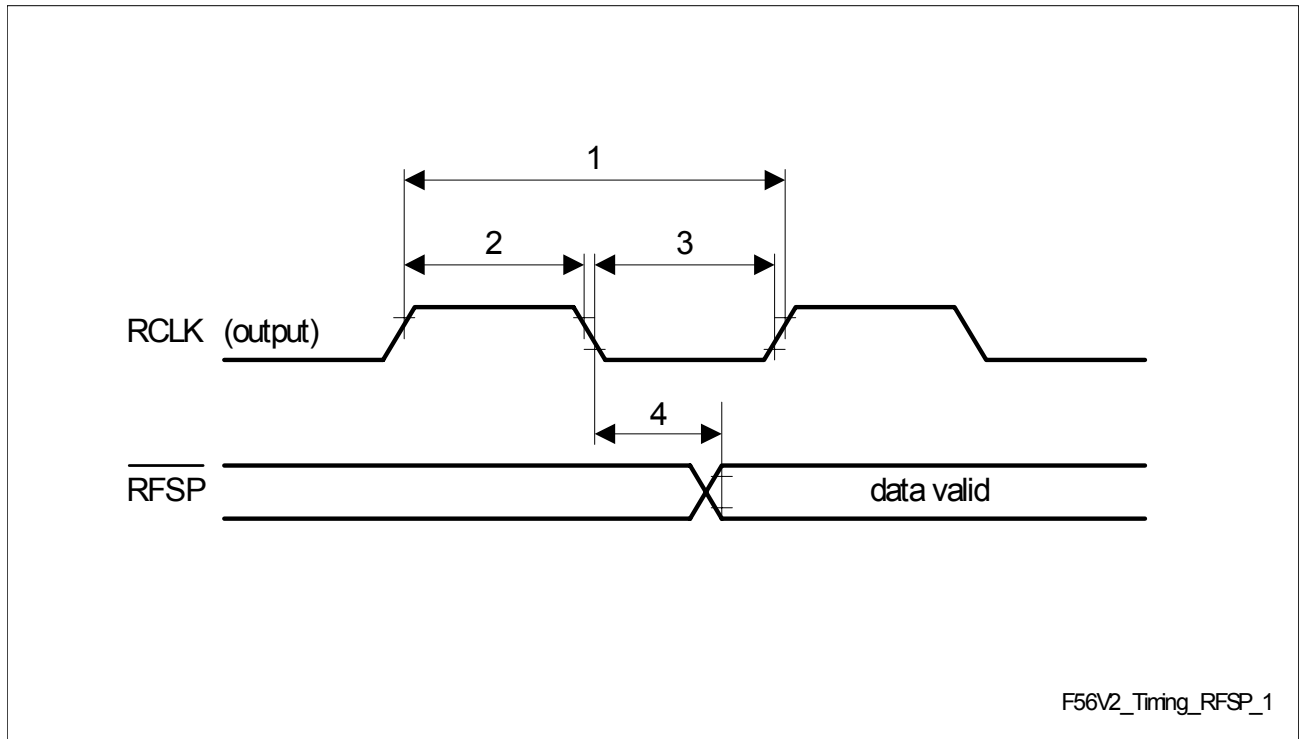 1
2 3
RCLK (output)
4
RFSP data valid
F56V2_Timing_RFSP_1